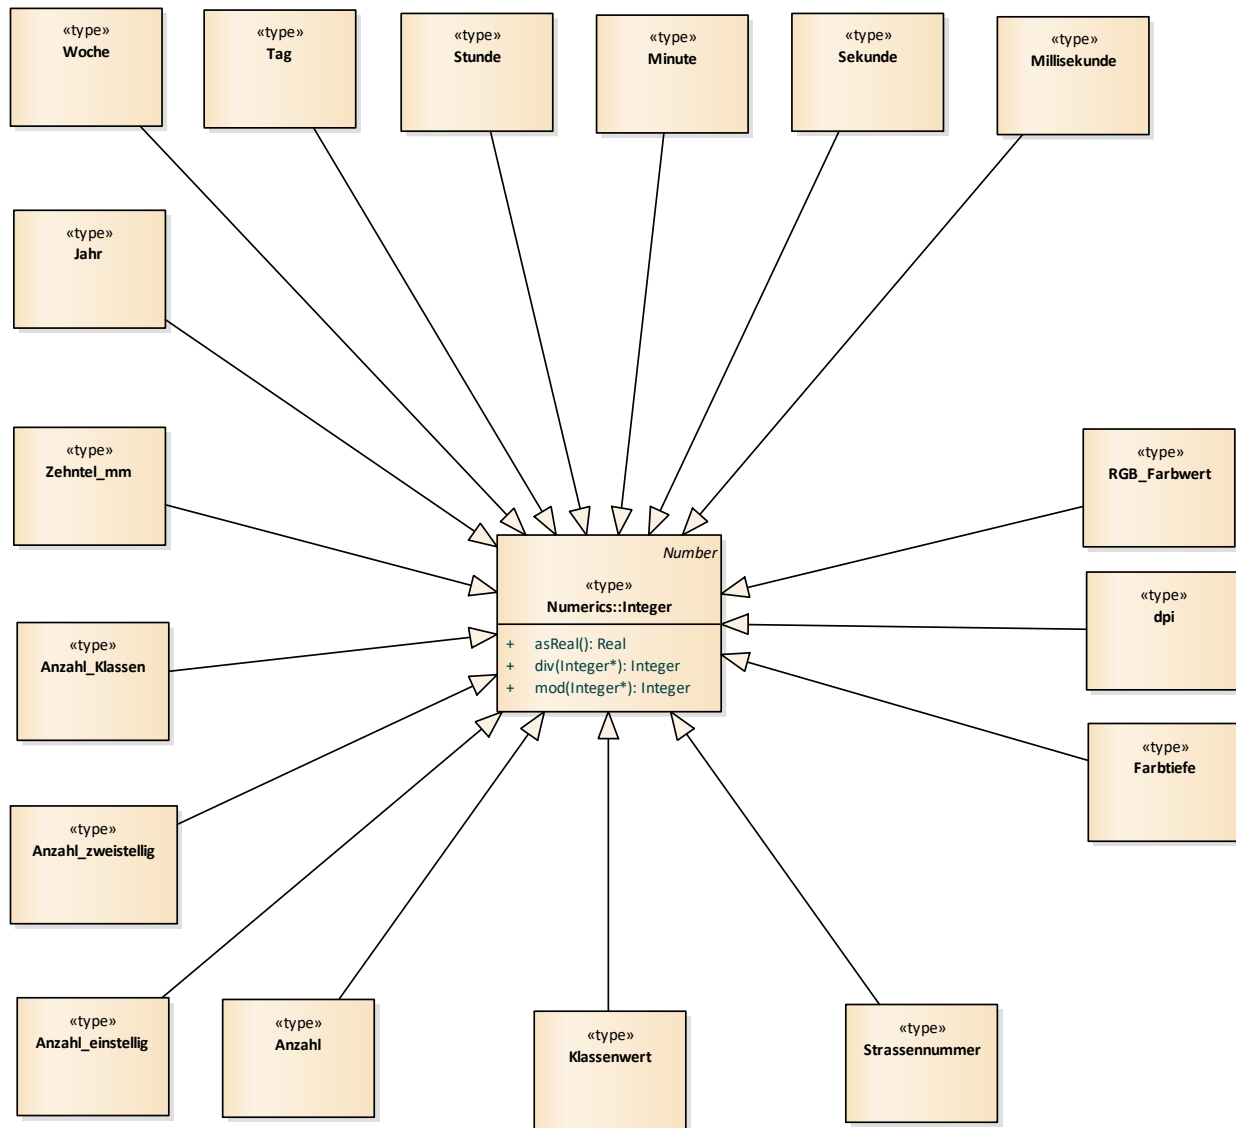 «type»
Woche
«type»
Tag
«type»
Stunde
«type»
Minute
«type»
Sekunde
«type»
Millisekunde
«type»
Jahr
«type»
Zehntel_mm
«type»
RGB_Farbwert
Number
«type»
Numerics::Integer
+ asReal(): Real
+ div(Integer*): Integer
+ mod(Integer*): Integer
«type»
dpi
«type»
Anzahl_Klassen
«type»
Farbtiefe
«type»
Anzahl_zweistellig
«type»
Anzahl_einstellig
«type»
Anzahl
«type»
Klassenwert
«type»
Strassennummer